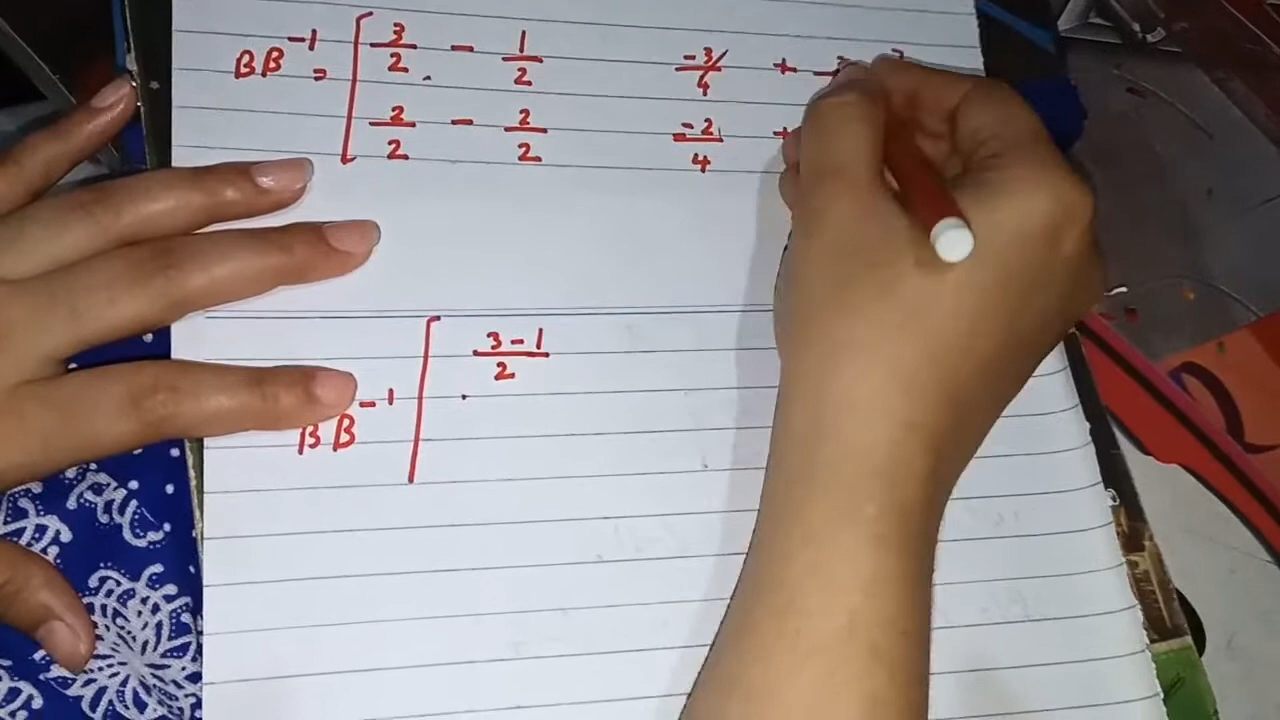 BB⁻¹ = [ 3/2 - 1/2 -3/4 +
2/2 - 2/2 -2/4 +
BB⁻¹ [ 3-1/2